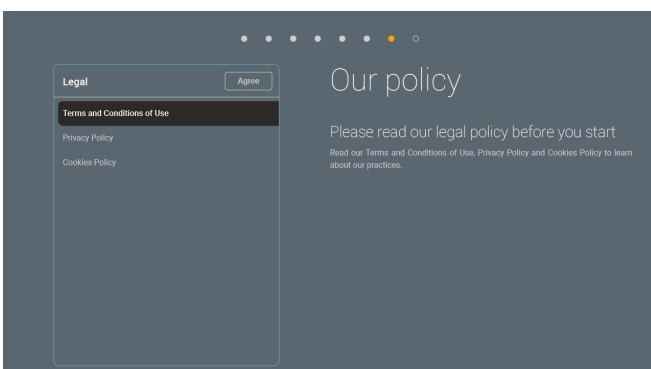 Legal
Agree
Terms and Conditions of Use
Privacy Policy
Cookies Policy
Our policy
Please read our legal policy before you start
Read our Terms and Conditions of Use, Privacy Policy and Cookies Policy to learn
about our practices.